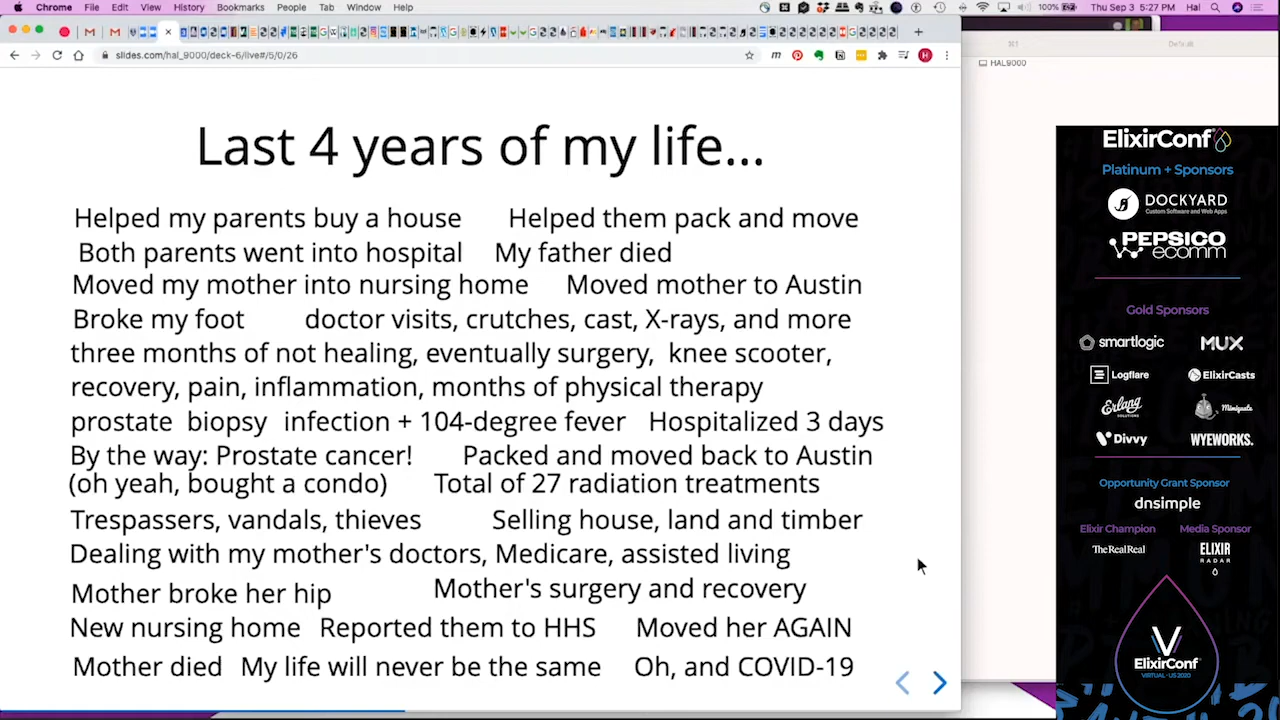 Chrome File Edit View History Bookmarks People Tab Window Help 100% Thu Sep 3 5:27 PM Hal
slides.com/hal_9000/deck-6/live#/5/0/26
HAL9000
Default
Last 4 years of my life...
Helped my parents buy a house Helped them pack and move
Both parents went into hospital My father died
Moved my mother into nursing home Moved mother to Austin
Broke my foot doctor visits, crutches, cast, X-rays, and more
three months of not healing, eventually surgery, knee scooter,
recovery, pain, inflammation, months of physical therapy
prostate biopsy infection + 104-degree fever Hospitalized 3 days
By the way: Prostate cancer! Packed and moved back to Austin
(oh yeah, bought a condo) Total of 27 radiation treatments
Trespassers, vandals, thieves Selling house, land and timber
Dealing with my mother's doctors, Medicare, assisted living
Mother broke her hip Mother's surgery and recovery
New nursing home Reported them to HHS Moved her AGAIN
Mother died My life will never be the same Oh, and COVID-19
ElixirConf
Platinum + Sponsors
DOCKYARD
Custom Software and Web Apps
PEPSICO
ecomm
Gold Sponsors
smartlogic MUX
Logflare ElixirCasts
Erlang
SOLUTIONS
Divvy WYEWORKS.
Opportunity Grant Sponsor
dnsimple
Elixir Champion Media Sponsor
TheRealReal
ELIXIR
RADAR
ElixirConf
VIRTUAL · US 2020